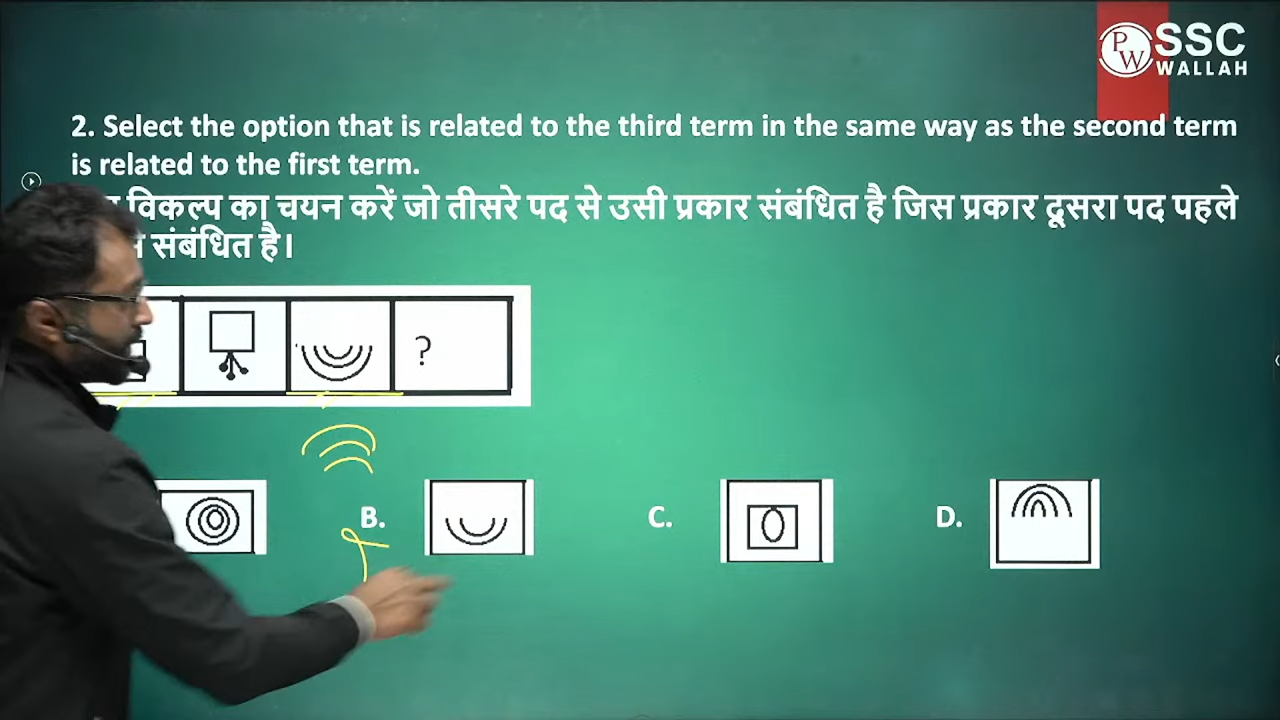 PW SSC
WALLAH
2. Select the option that is related to the third term in the same way as the second term
is related to the first term.
विकल्प का चयन करें जो तीसरे पद से उसी प्रकार संबंधित है जिस प्रकार दूसरा पद पहले
संबंधित है।
?
B.
C.
D.